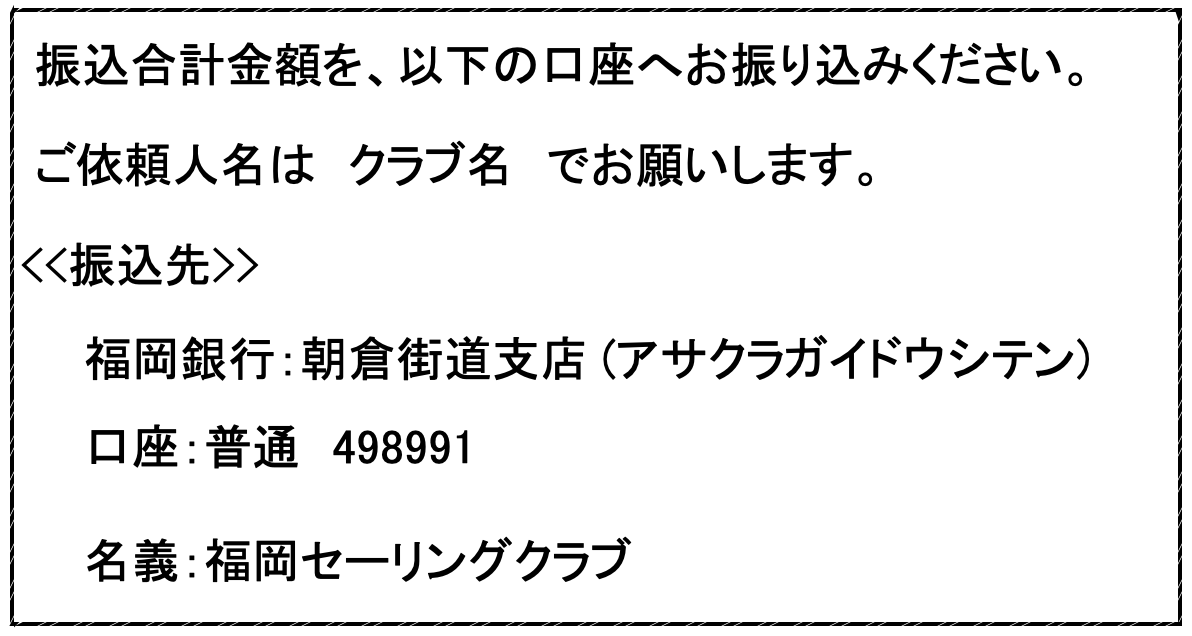 振込合計金額を、以下の口座へお振り込みください。
ご依頼人名は　クラブ名　でお願いします。
<<振込先>>
福岡銀行：朝倉街道支店（アサクラガイドウシテン）
口座：普通　498991
名義：福岡セーリングクラブ